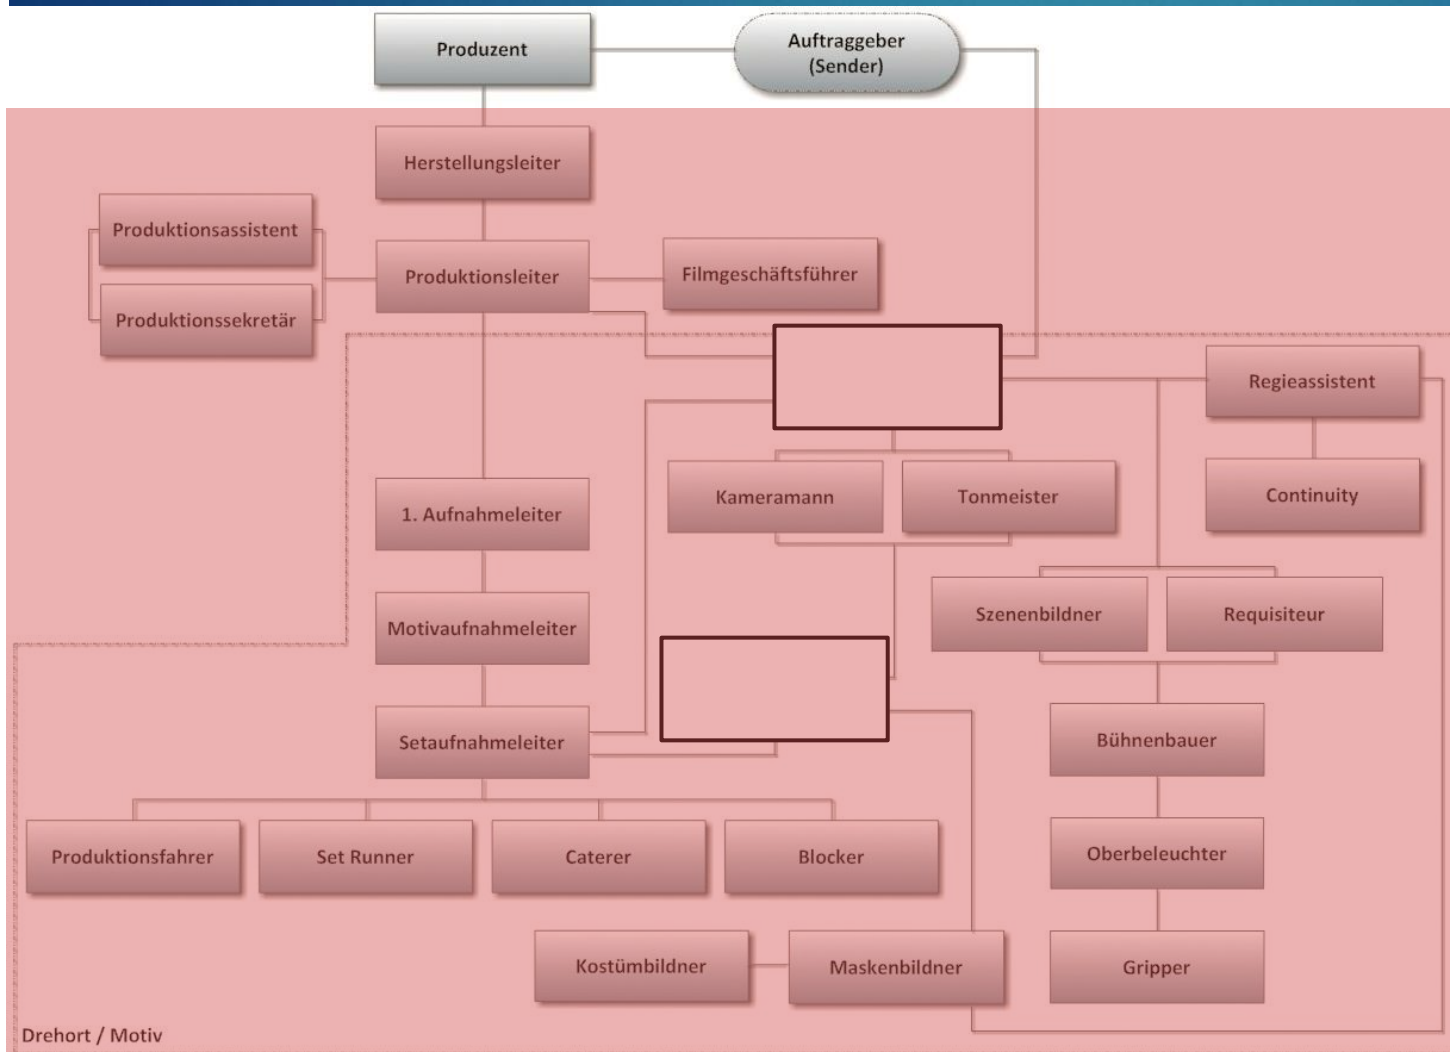 Produzent
Auftraggeber
(Sender)
Herstellungsleiter
Produktionsassistent
Produktionsleiter
Filmgeschäftsführer
Produktionssekretär
Regieassistent
Kameramann
Tonmeister
Continuity
1. Aufnahmeleiter
Szenenbildner
Requisiteur
Motivaufnahmeleiter
Setaufnahmeleiter
Bühnenbauer
Produktionsfahrer
Set Runner
Caterer
Blocker
Oberbeleuchter
Kostümbildner
Maskenbildner
Gripper
Drehort / Motiv